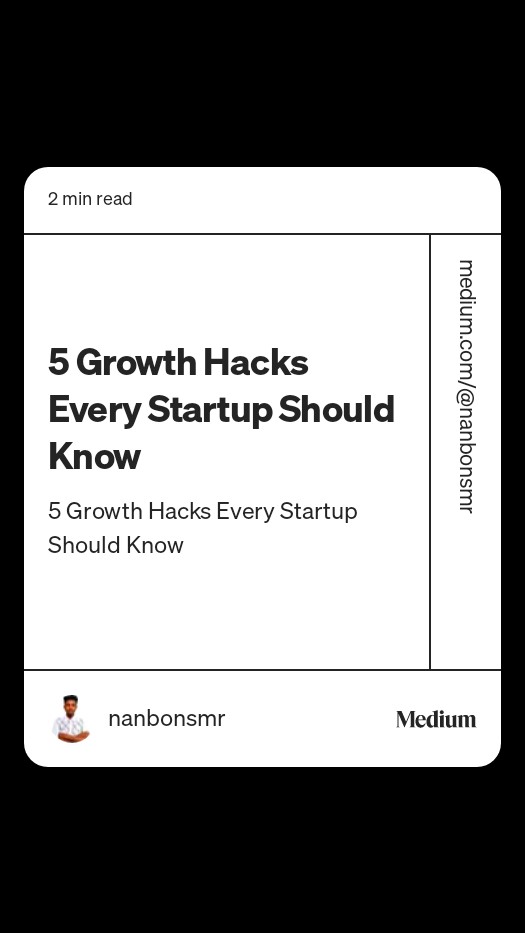 2 min read
medium.com/@nanbonsmr
5 Growth Hacks
Every Startup Should
Know
5 Growth Hacks Every Startup
Should Know
nanbonsmr
Medium